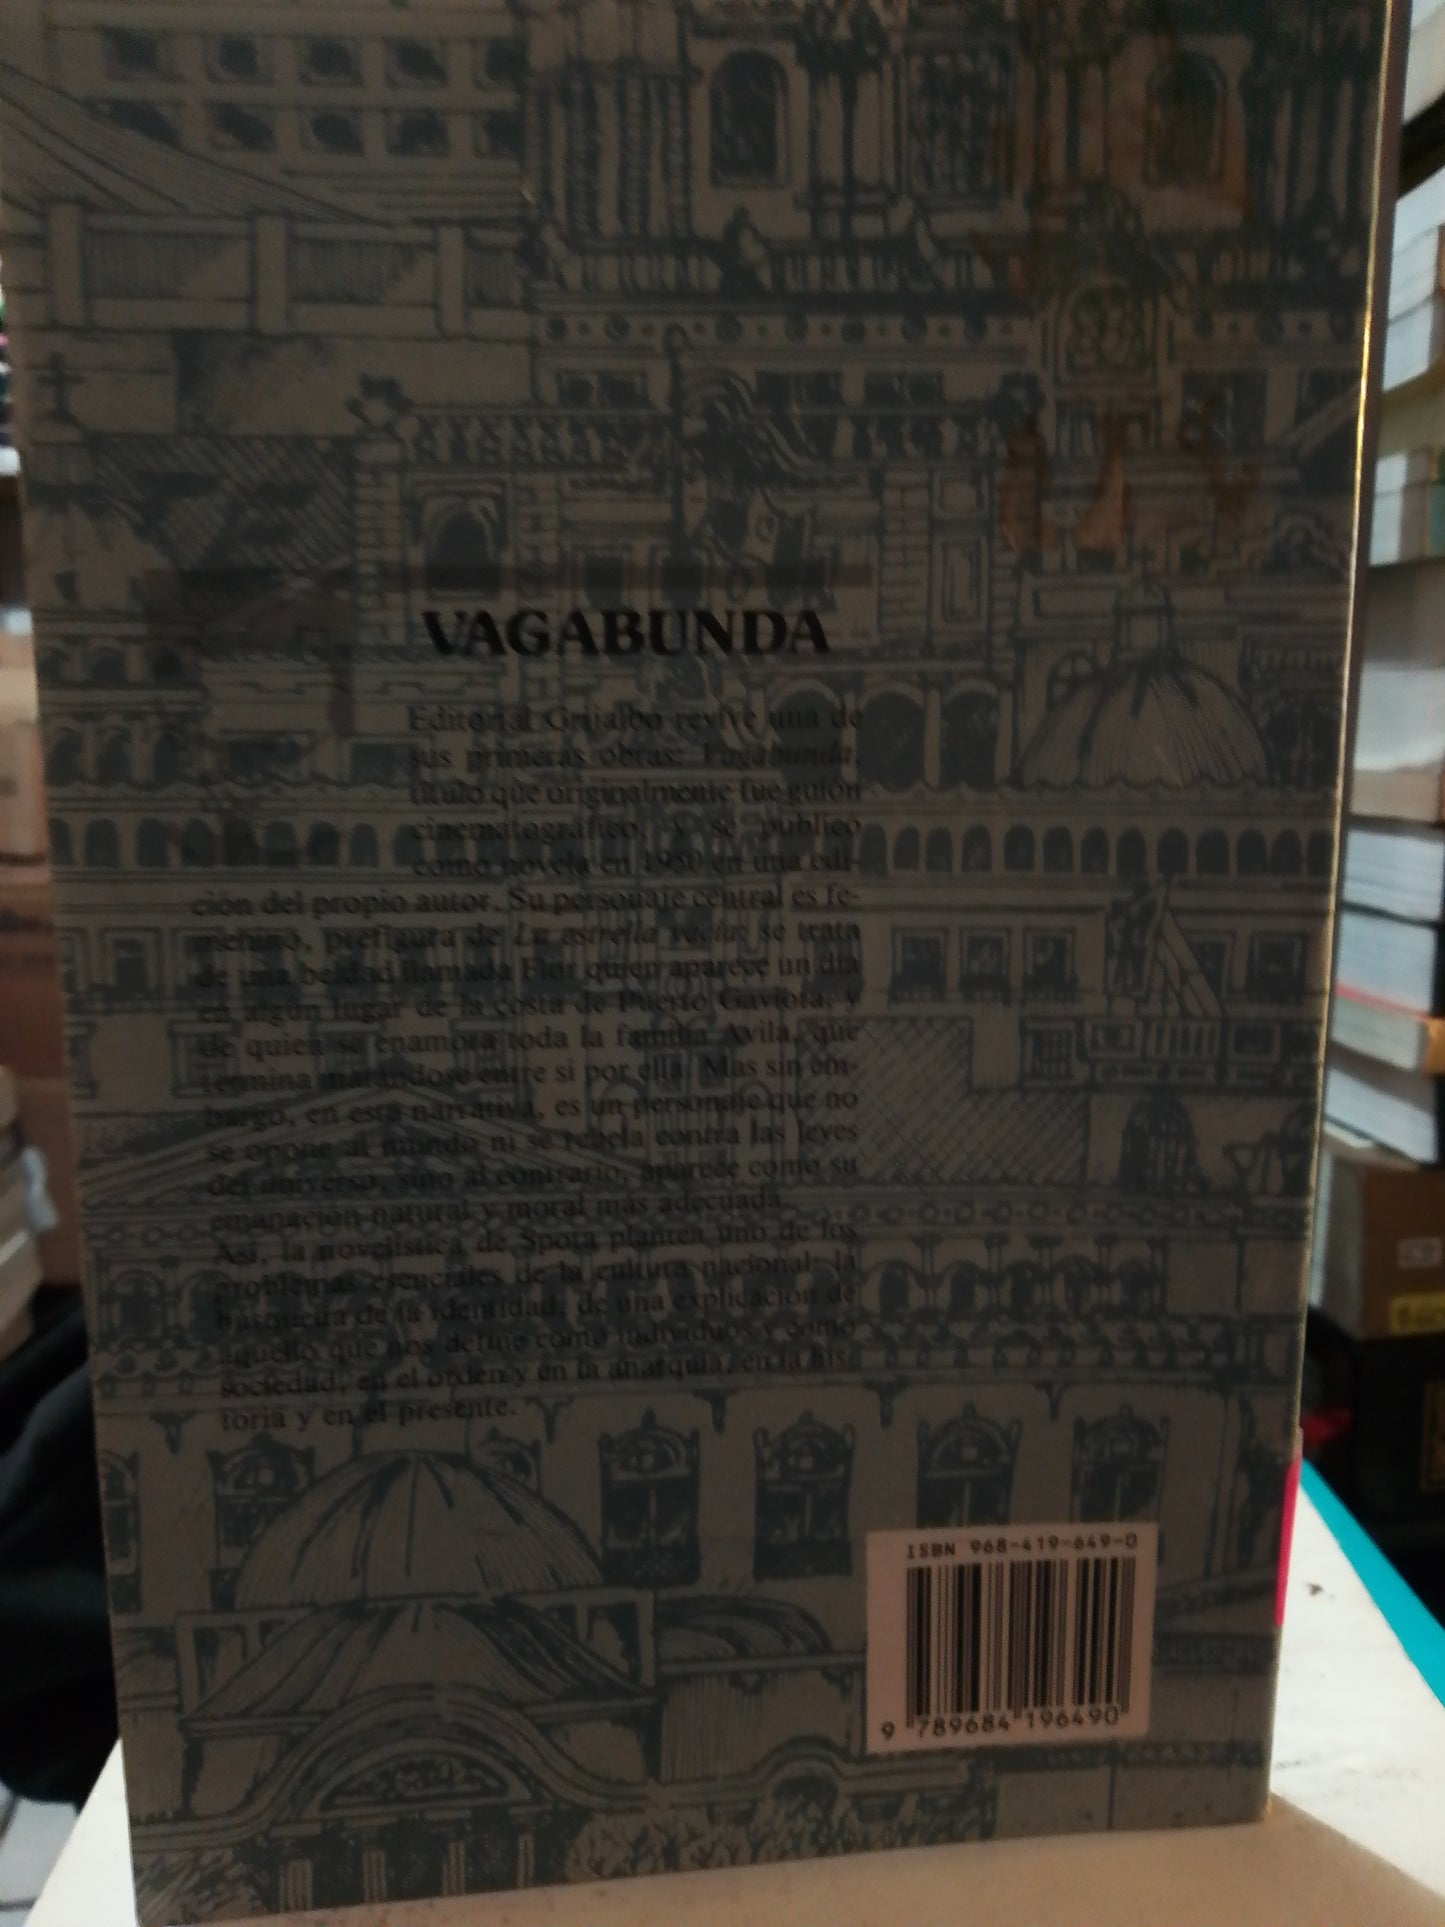 VAGABUNDA
Editorial Grijalbo revive una de
sus primeras obras: Vagabunda,
título que originalmente fue guión
cinematográfico, y se publicó
como novela en 1950 en una edi-
ción del propio autor. Su personaje central es fe-
menino, prefigura de La estrella vacía: se trata
de una beldad llamada Flor quien aparece un día
en algún lugar de la costa de Puerto Gaviota, y
de quien se enamora toda la familia Avila, que
termina matándose entre sí por ella. Mas sin em-
bargo, en esta narrativa, es un personaje que no
se opone al mundo ni se rebela contra las leyes
del universo, sino al contrario, aparece como su
emanación natural y moral más adecuada.
Así, la novelística de Spota plantea uno de los
problemas esenciales de la cultura nacional: la
búsqueda de la identidad, de una explicación de
aquello que nos define como individuos y como
sociedad, en el orden y en la anarquía, en la his-
toria y en el presente.
ISBN 968-419-649-0
9 789684 196490